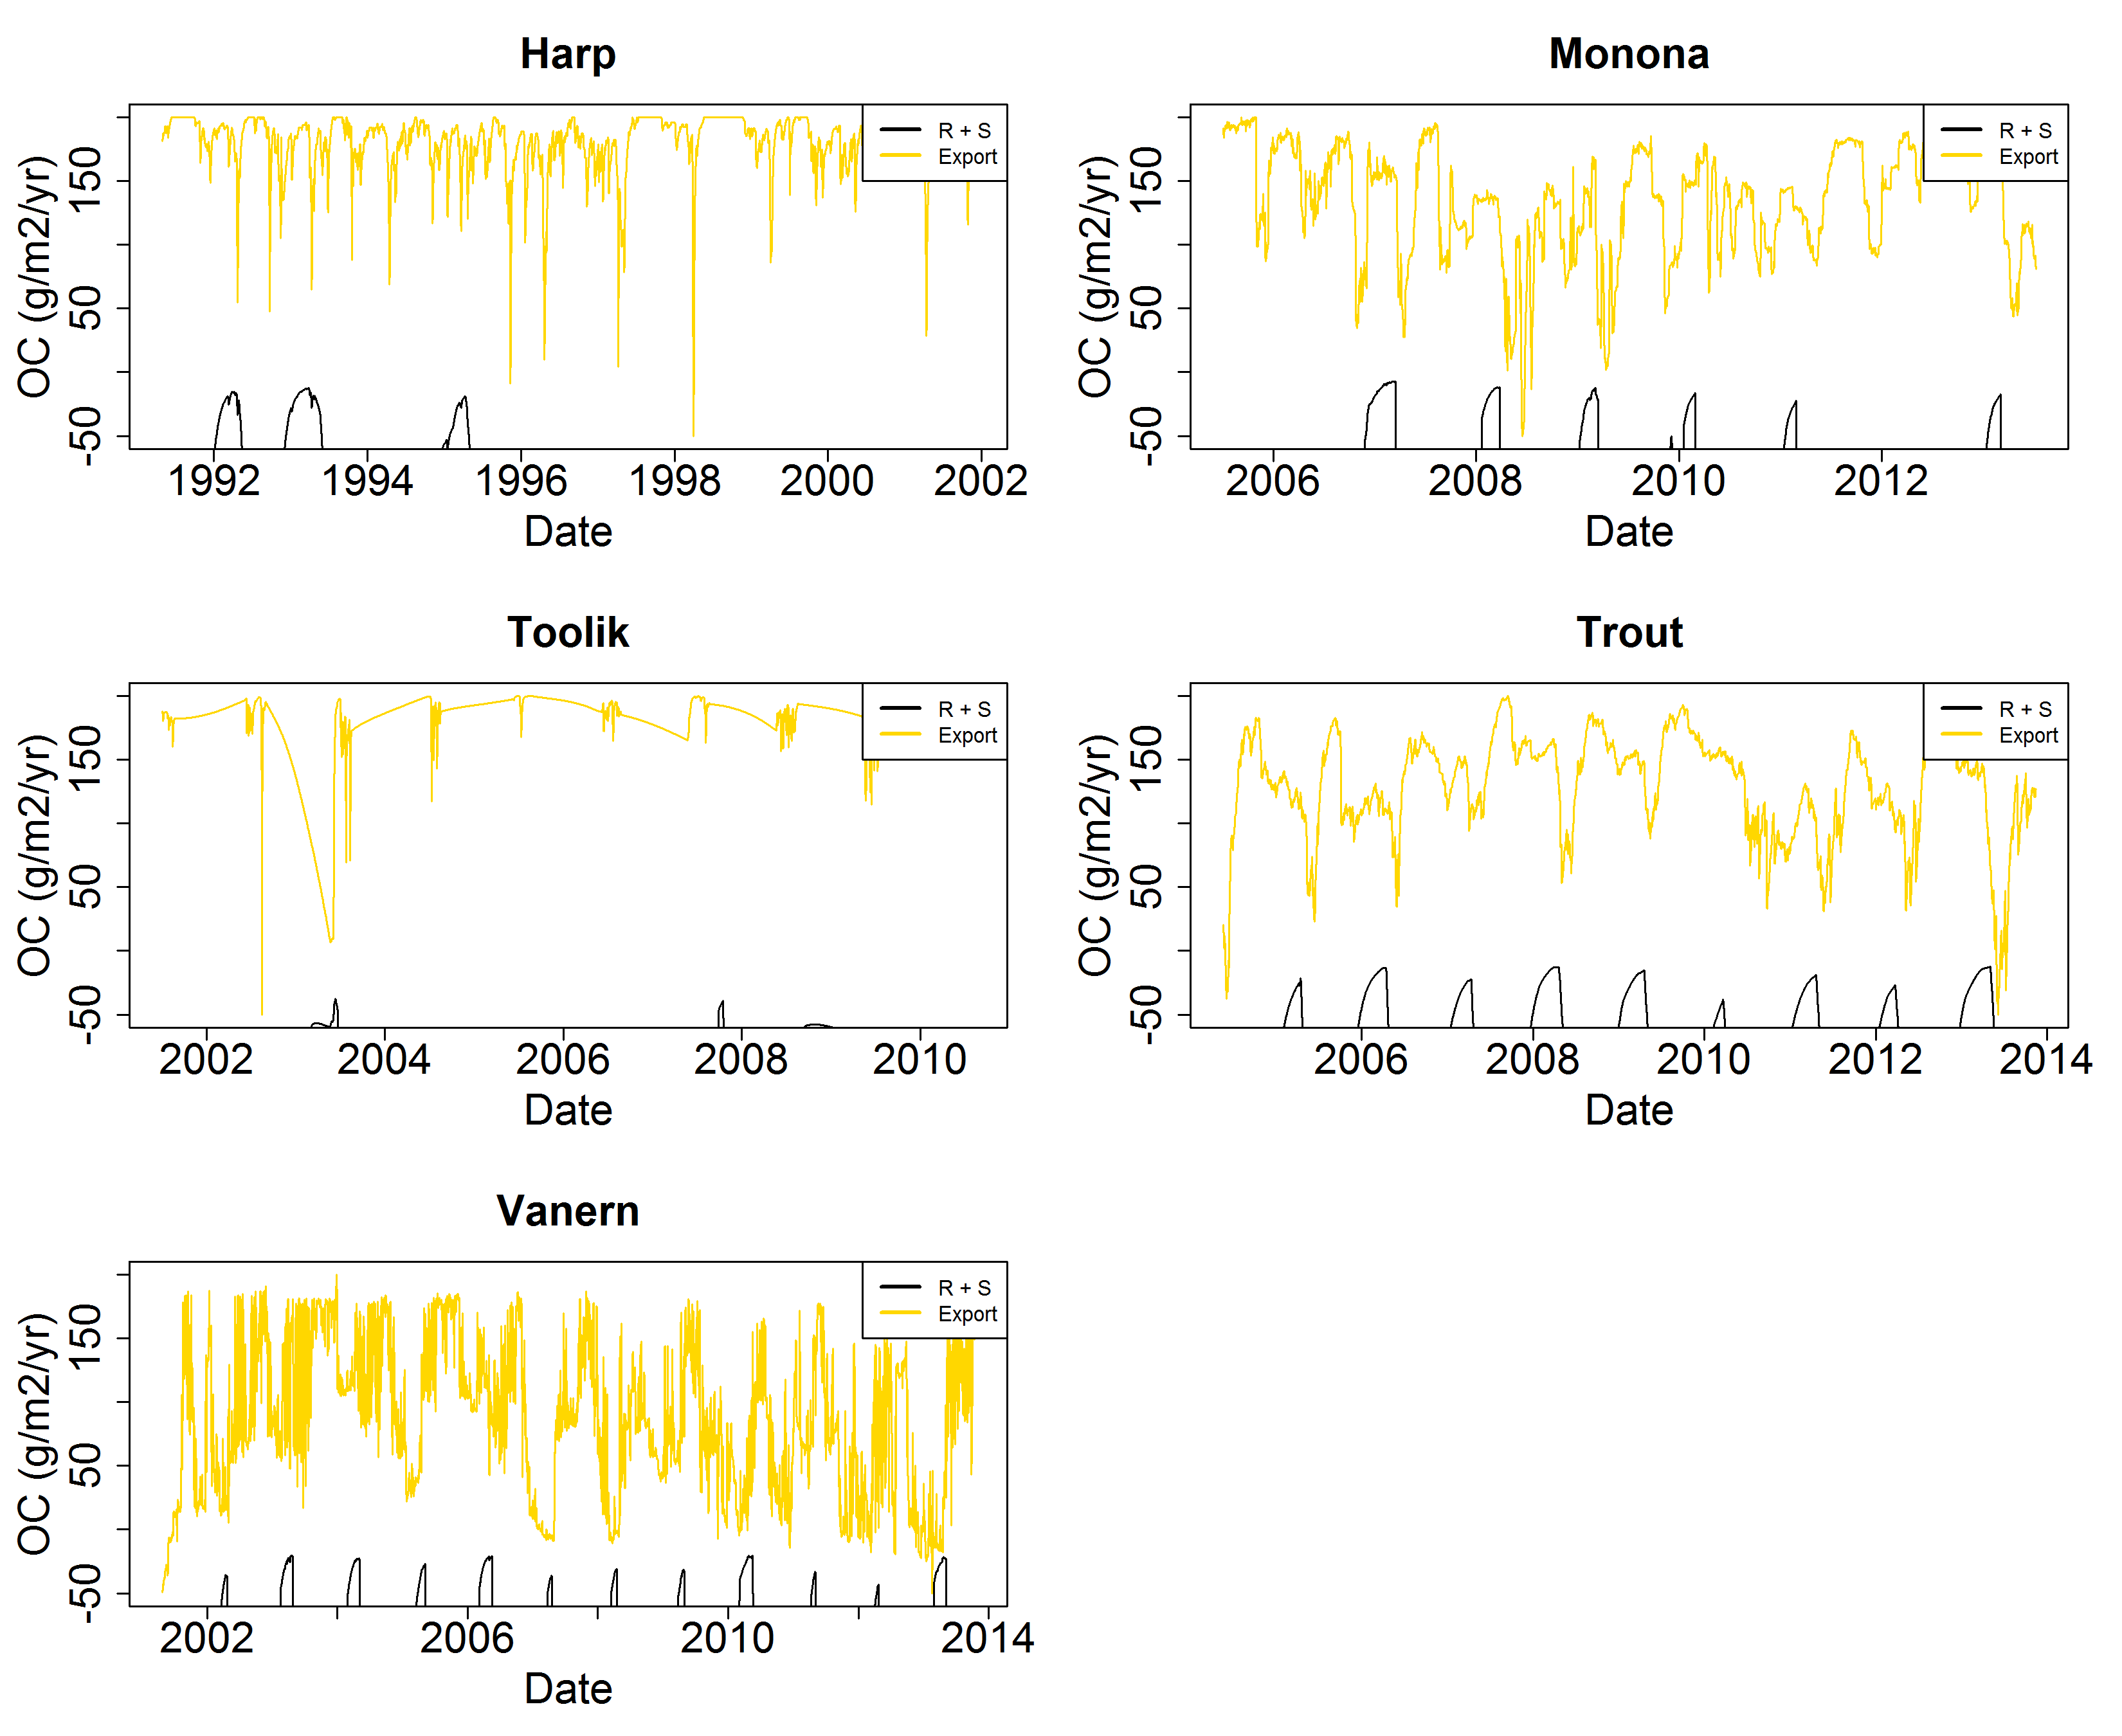 Harp
OC (g/m2/yr)
-50 50 150
R + S
Export
1992 1994 1996 1998 2000 2002
Date
Monona
OC (g/m2/yr)
-50 50 150
R + S
Export
2006 2008 2010 2012
Date
Toolik
OC (g/m2/yr)
-50 50 150
R + S
Export
2002 2004 2006 2008 2010
Date
Trout
OC (g/m2/yr)
-50 50 150
R + S
Export
2006 2008 2010 2012 2014
Date
Vanern
OC (g/m2/yr)
-50 50 150
R + S
Export
2002 2006 2010 2014
Date